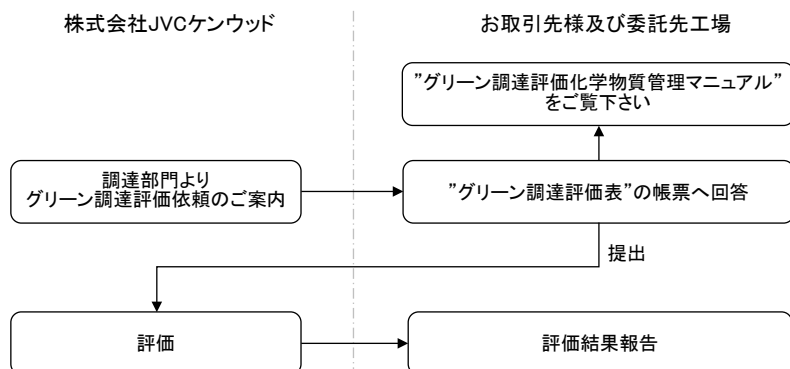 株式会社JVCケンウッド
お取引先様及び委託先工場
”グリーン調達評価化学物質管理マニュアル”
をご覧下さい
調達部門より
グリーン調達評価依頼のご案内
”グリーン調達評価表”の帳票へ回答
提出
評価
評価結果報告